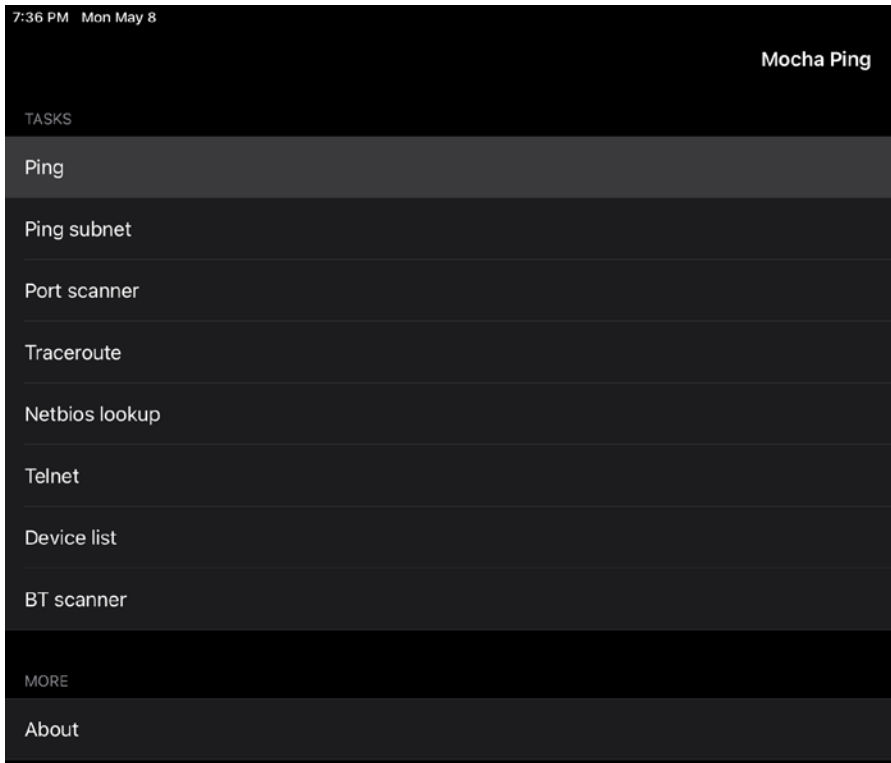 7:36 PM Mon May 8
Mocha Ping
TASKS
Ping
Ping subnet
Port scanner
Traceroute
Netbios lookup
Telnet
Device list
BT scanner
MORE
About